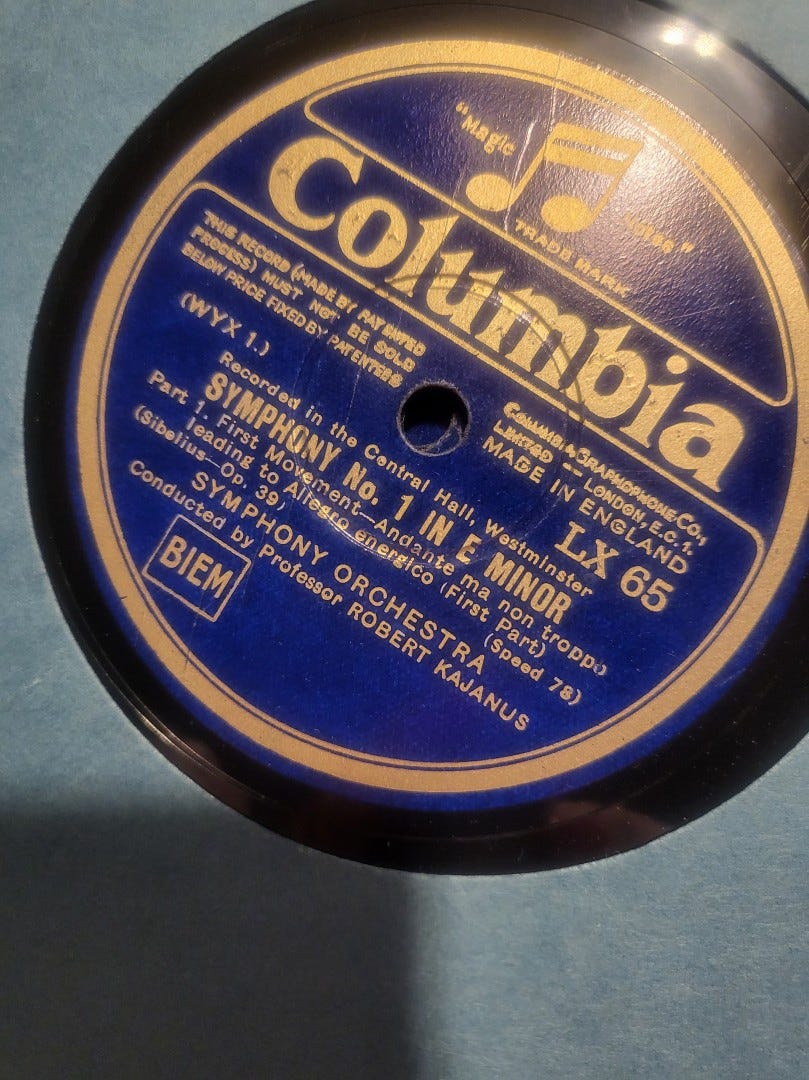 "Magic
Notes"
TRADE MARK
Columbia
THIS RECORD (MADE BY PATENTED
PROCESS) MUST NOT BE SOLD
BELOW PRICE FIXED BY PATENTEES
COLUMBIA GRAPHOPHONE CO.,
LIMITED — LONDON, E.C.1.
MADE IN ENGLAND
(WYX 1.)
LX 65
Recorded in the Central Hall, Westminster
SYMPHONY No. 1 IN E MINOR
Part 1. First Movement—Andante ma non troppo
leading to Allegro energico (First Part)
(Sibelius—Op. 39) (Speed 78)
SYMPHONY ORCHESTRA
Conducted by Professor ROBERT KAJANUS
BIEM